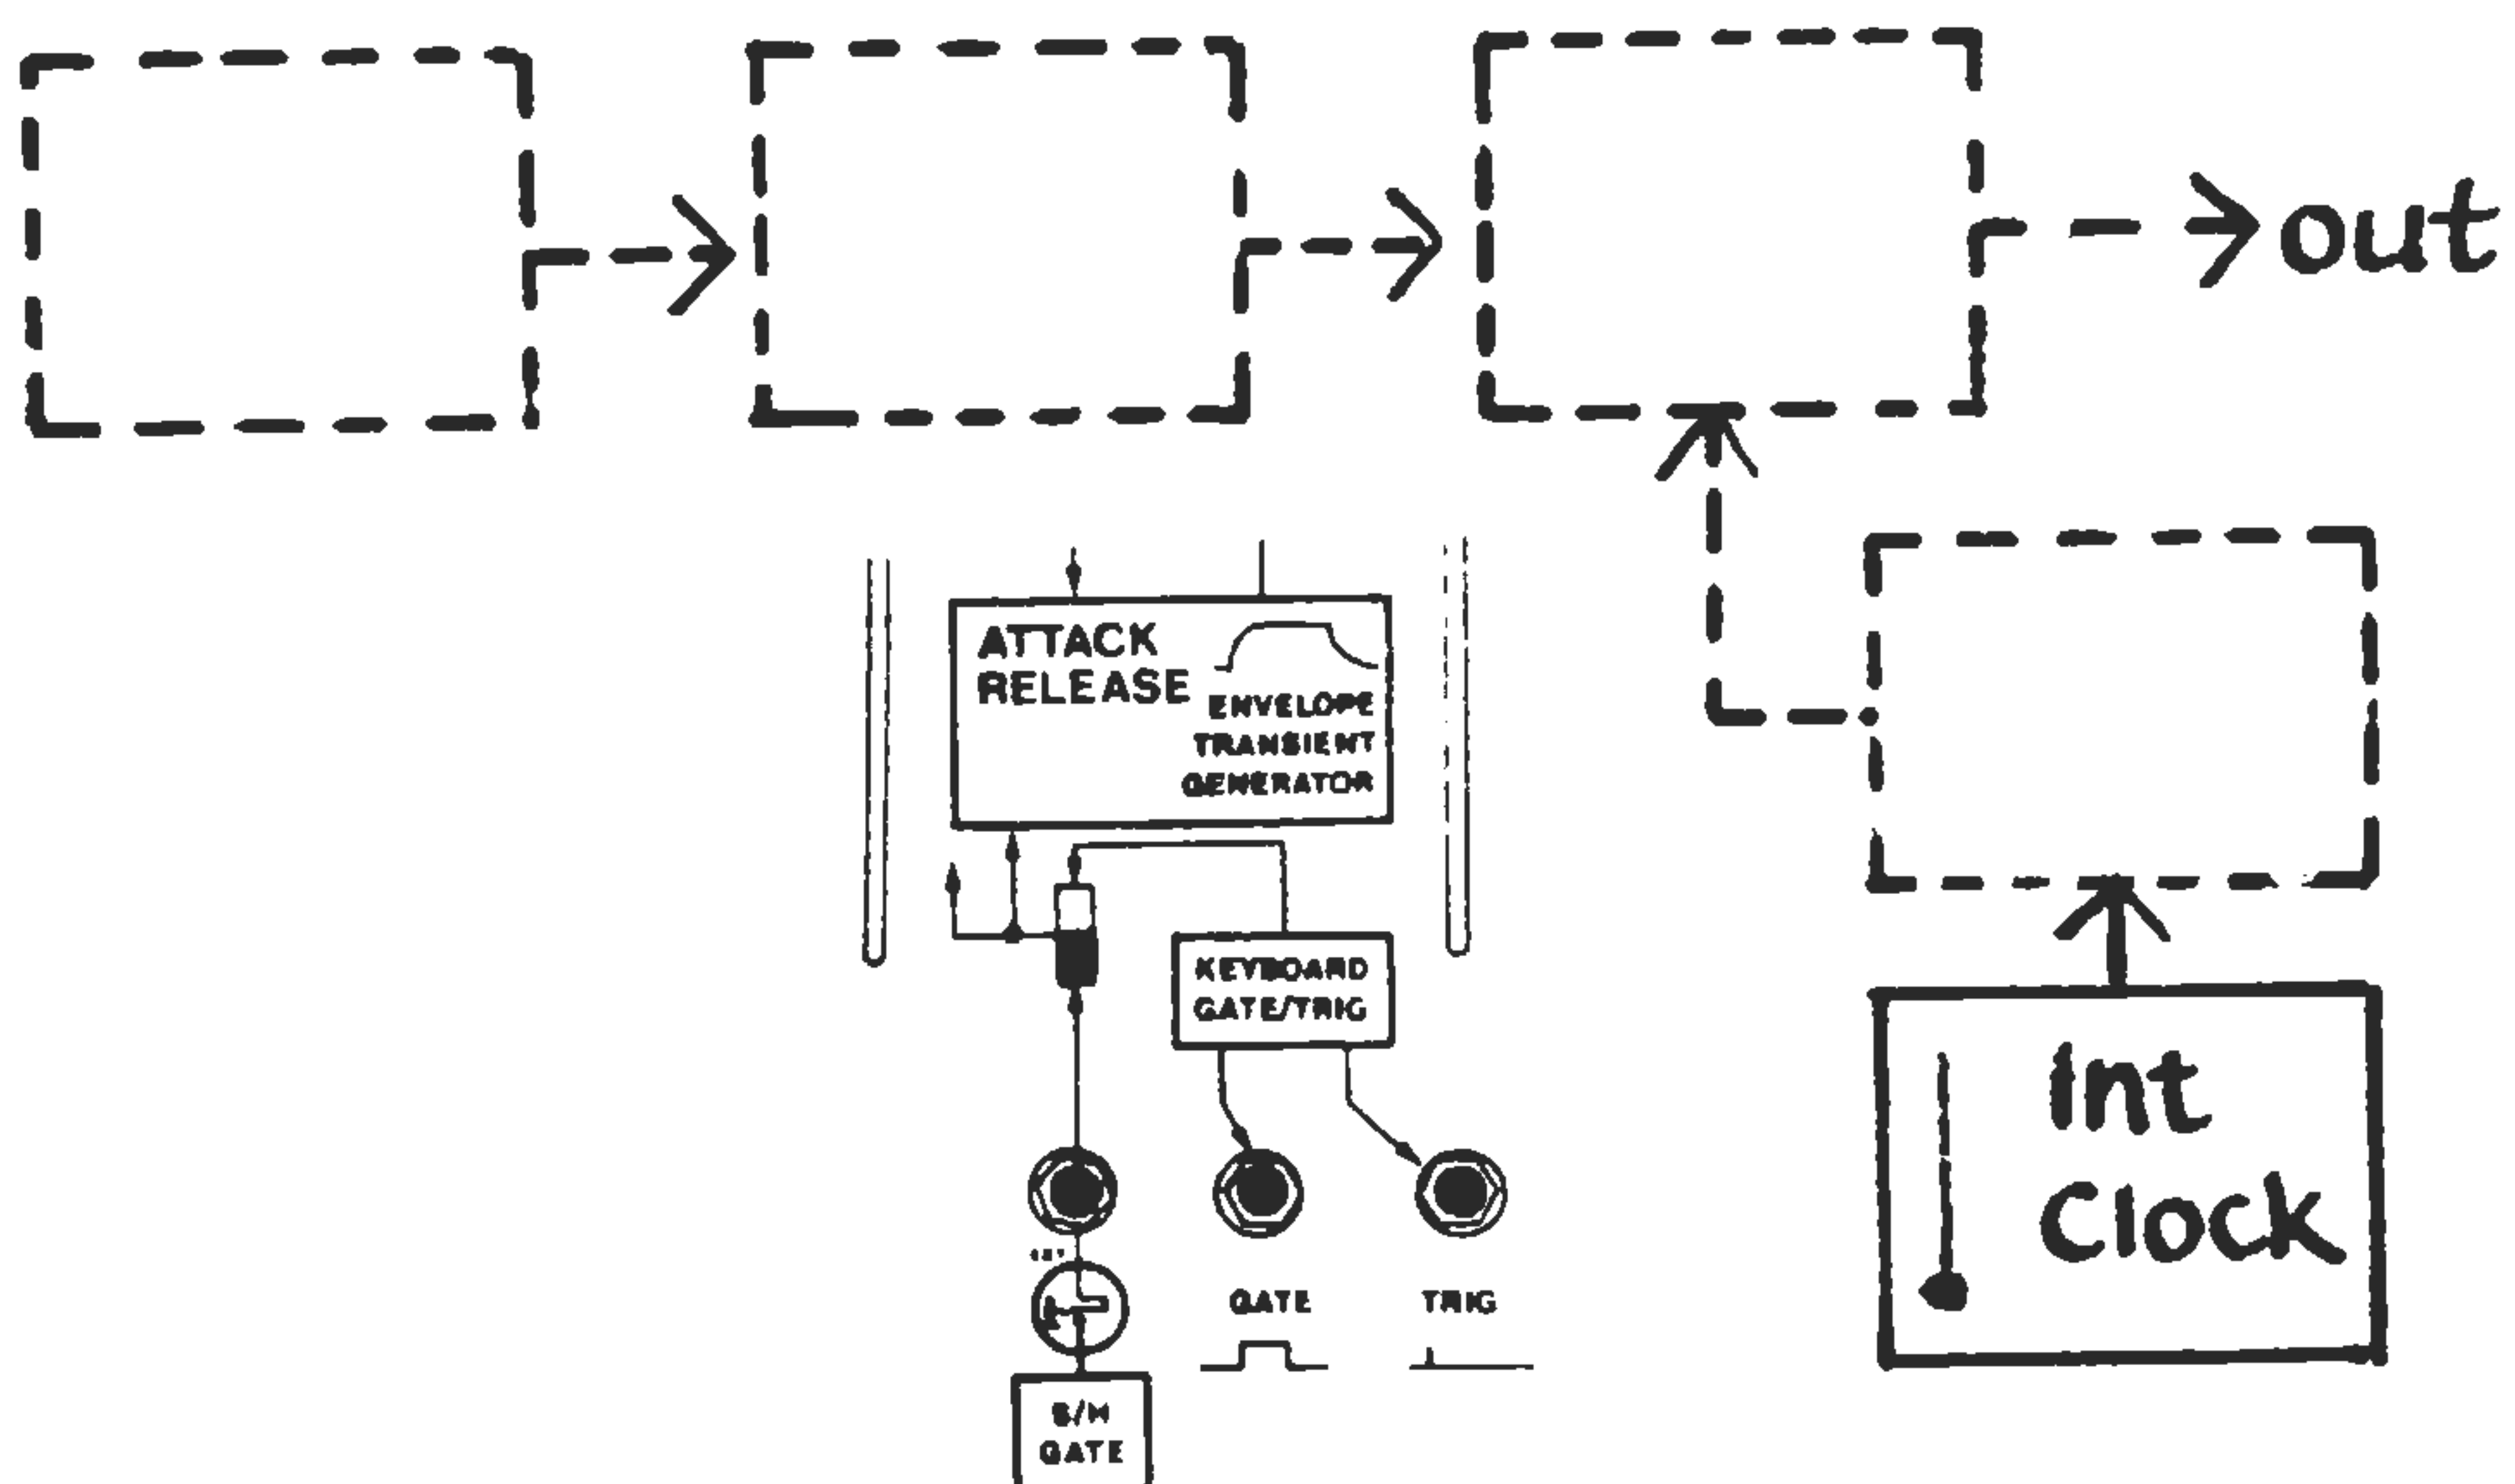 out
ATTACK
RELEASE
ENVELOPE
TRANSIENT
GENERATOR
KEYBOARD
GATE/TRIG
Int
Clock
GATE
TRIG
S/H
GATE